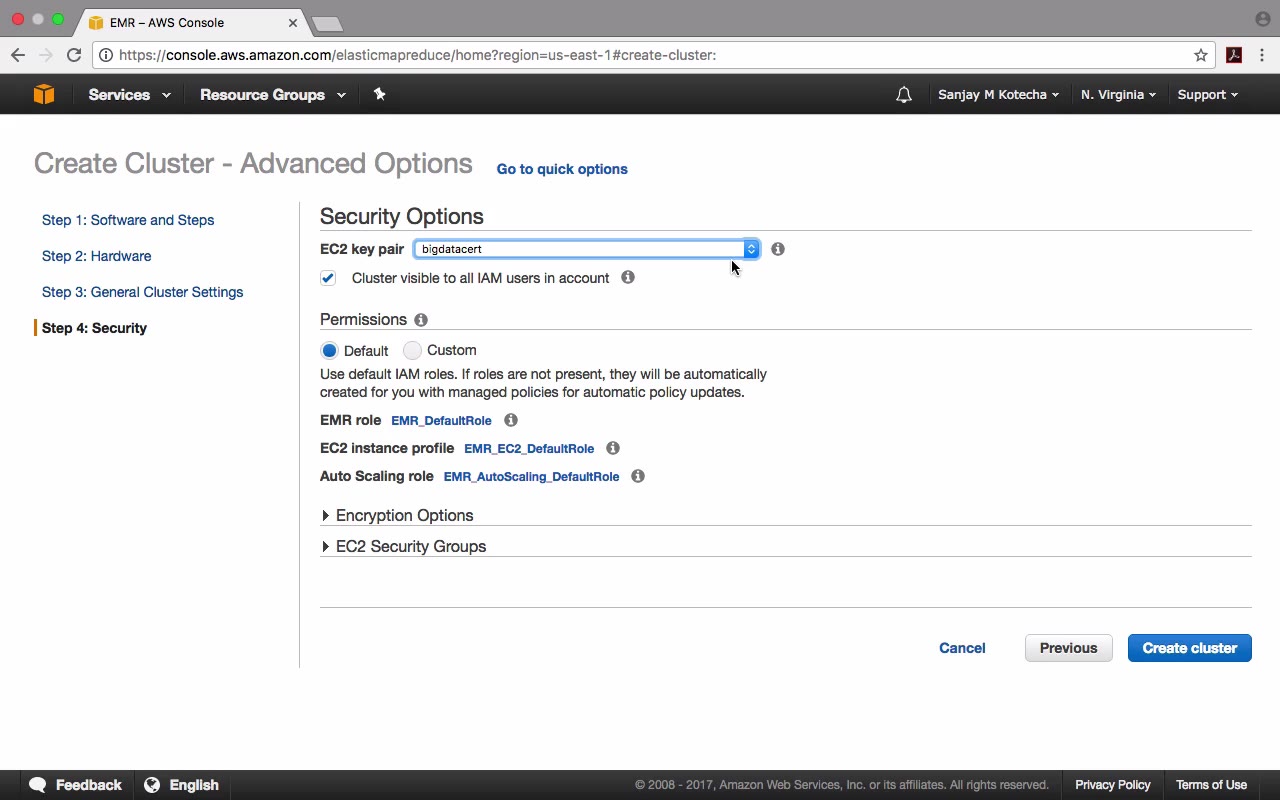 EMR – AWS Console
https://console.aws.amazon.com/elasticmapreduce/home?region=us-east-1#create-cluster:
Services Resource Groups Sanjay M Kotecha N. Virginia Support
Create Cluster - Advanced Options Go to quick options
Step 1: Software and Steps
Step 2: Hardware
Step 3: General Cluster Settings
Step 4: Security
Security Options
EC2 key pair bigdatacert
Cluster visible to all IAM users in account
Permissions
Default Custom
Use default IAM roles. If roles are not present, they will be automatically
created for you with managed policies for automatic policy updates.
EMR role EMR_DefaultRole
EC2 instance profile EMR_EC2_DefaultRole
Auto Scaling role EMR_AutoScaling_DefaultRole
Encryption Options
EC2 Security Groups
Cancel Previous Create cluster
Feedback English © 2008 - 2017, Amazon Web Services, Inc. or its affiliates. All rights reserved. Privacy Policy Terms of Use